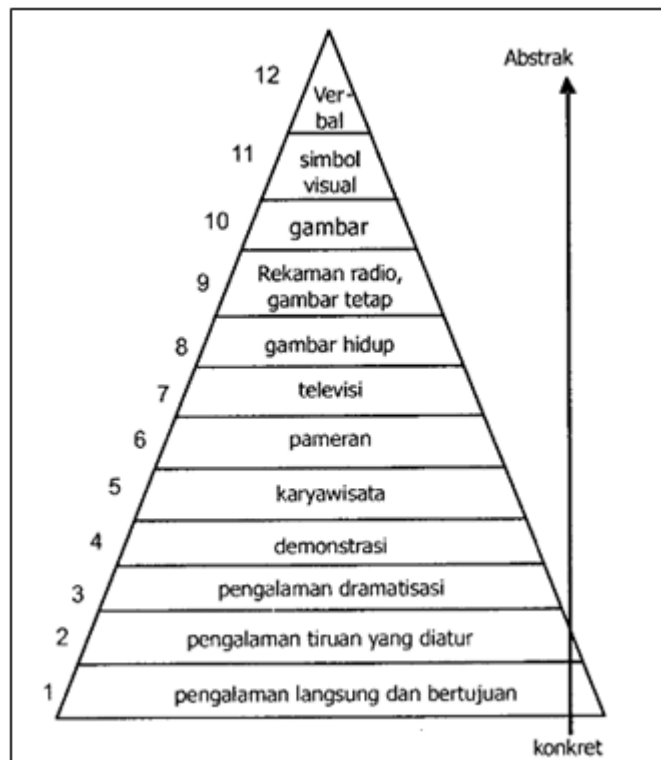 Abstrak
12
Ver-
bal
11
simbol
visual
10
gambar
9
Rekaman radio,
gambar tetap
8
gambar hidup
7
televisi
6
pameran
5
karyawisata
4
demonstrasi
3
pengalaman dramatisasi
2
pengalaman tiruan yang diatur
1
pengalaman langsung dan bertujuan
konkret